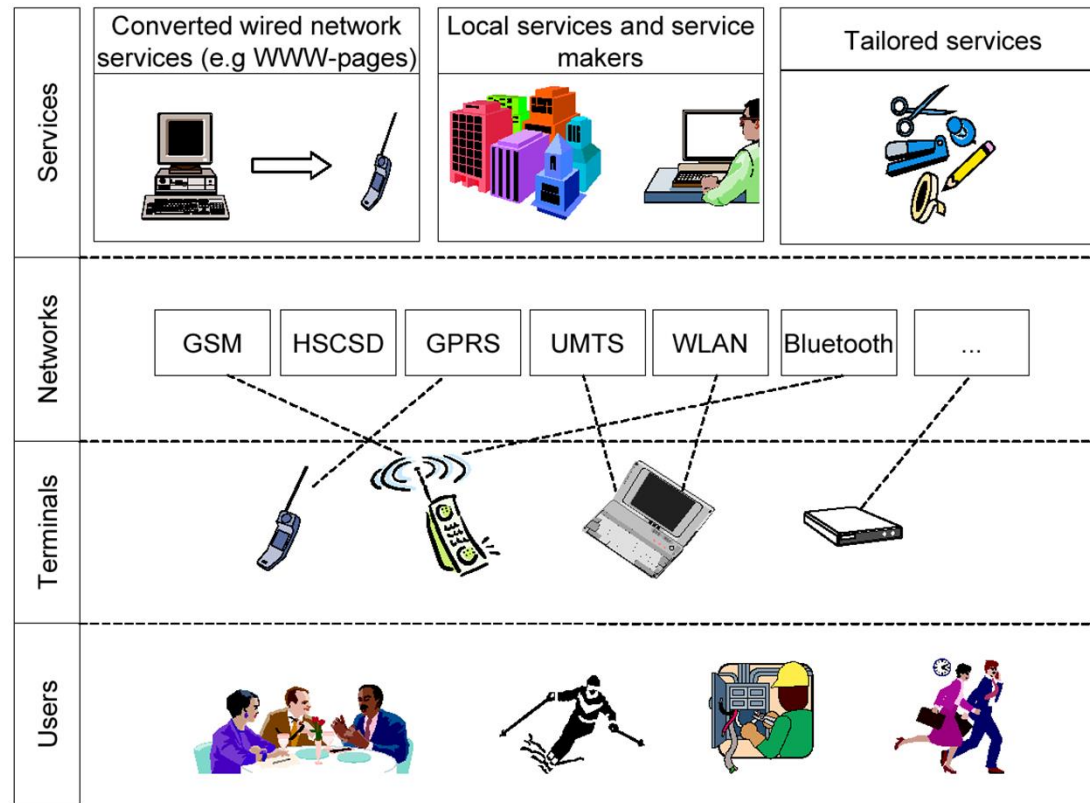 Services
Converted wired network
services (e.g WWW-pages)
Local services and service
makers
Tailored services
Networks
GSM
HSCSD
GPRS
UMTS
WLAN
Bluetooth
...
Terminals
Users